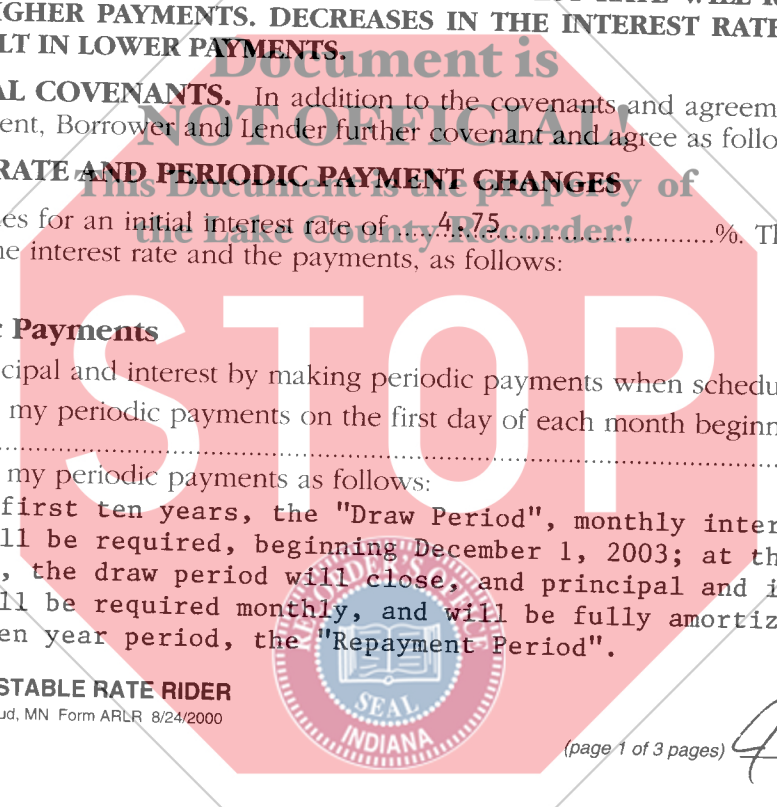 GHER PAYMENTS. DECREASES IN THE INTEREST RATE
LT IN LOWER PAYMENTS.
Document is
AL COVENANTS. In addition to the covenants and agreem
NOT OFFICIAL!
ent, Borrower and Lender further covenant and agree as follo
RATE AND PERIODIC PAYMENT CHANGES
This Document is the property of
es for an initial interest rate of ......4.75..................................%. Th
the Lake County Recorder!
ne interest rate and the payments, as follows:
STOP
c Payments
cipal and interest by making periodic payments when schedu
my periodic payments on the first day of each month beginn
my periodic payments as follows:
first ten years, the "Draw Period", monthly inter
ll be required, beginning December 1, 2003; at th
, the draw period will close, and principal and i
ll be required monthly, and will be fully amortiz
en year period, the "Repayment Period".
RECORDER'S OFFICE
SEAL
INDIANA
STABLE RATE RIDER
ud, MN Form ARLR 8/24/2000
(page 1 of 3 pages)